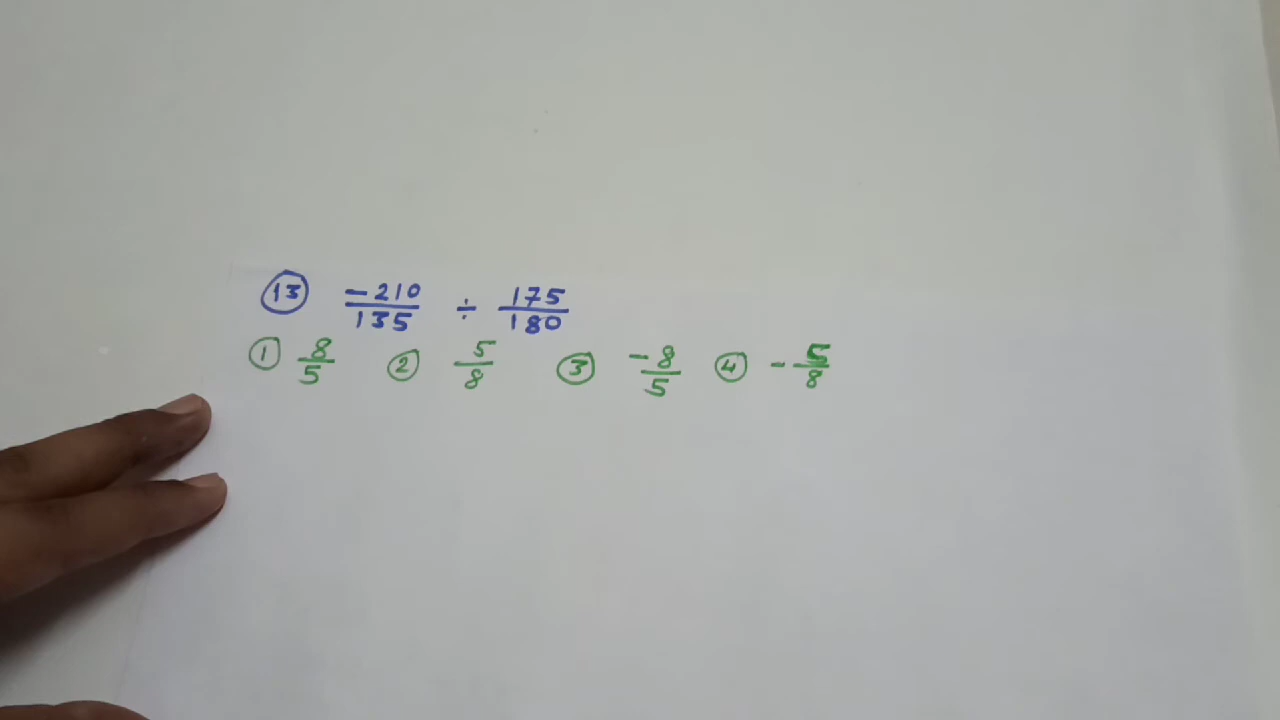 ⑬ -210/135 ÷ 175/180
① 8/5 ② 5/8 ③ -8/5 ④ -5/8